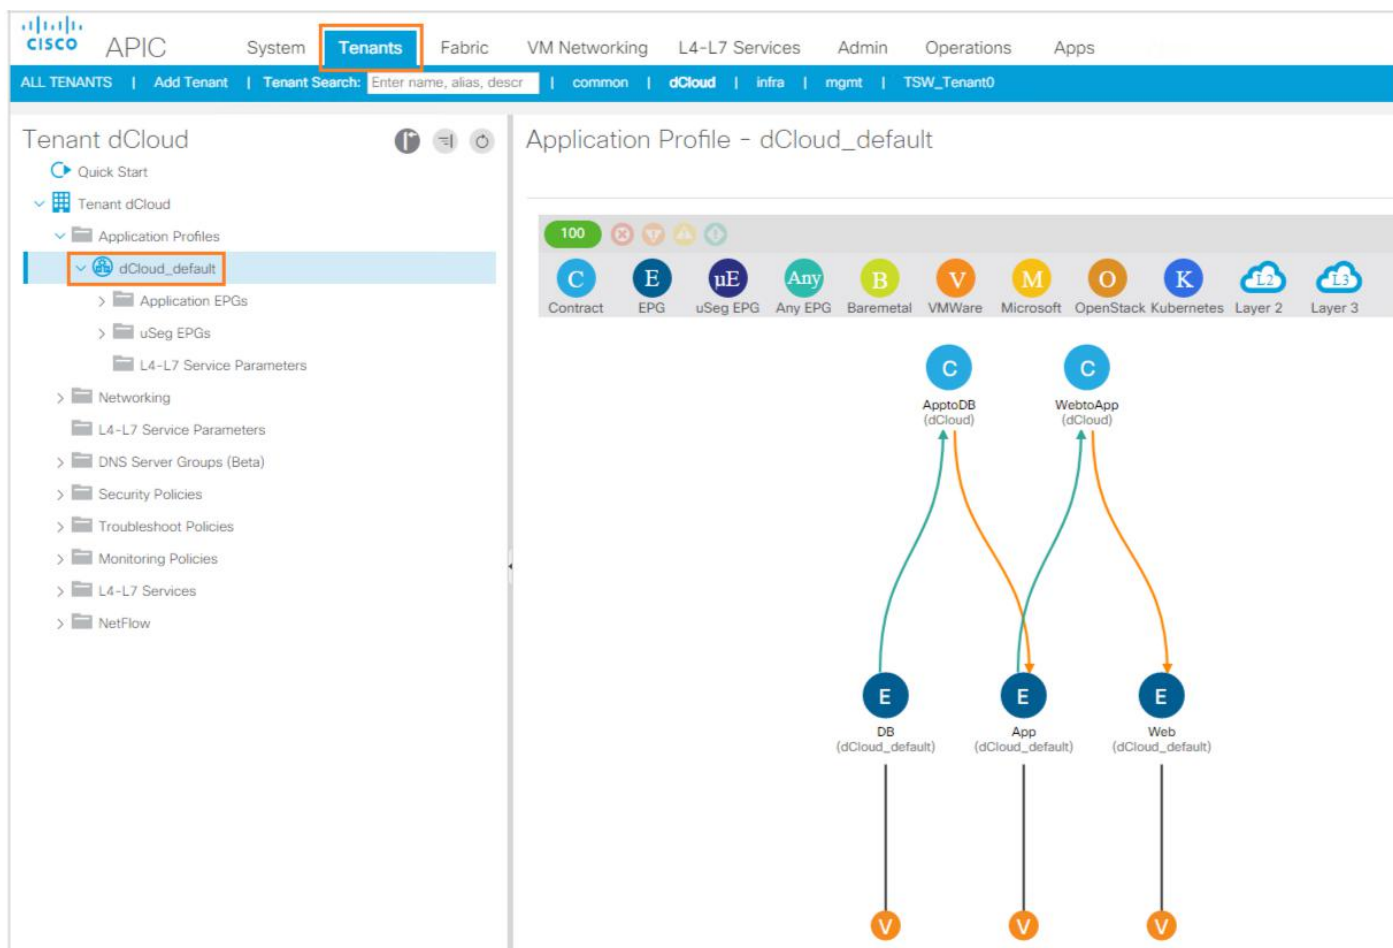 CISCO APIC System Tenants Fabric VM Networking L4-L7 Services Admin Operations Apps
ALL TENANTS | Add Tenant | Tenant Search: Enter name, alias, descr | common | dCloud | infra | mgmt | TSW_Tenant0
Tenant dCloud
Quick Start
Tenant dCloud
Application Profiles
dCloud_default
Application EPGs
uSeg EPGs
L4-L7 Service Parameters
Networking
L4-L7 Service Parameters
DNS Server Groups (Beta)
Security Policies
Troubleshoot Policies
Monitoring Policies
L4-L7 Services
NetFlow
Application Profile - dCloud_default
100
C E µE Any B V M O K L2 L3
Contract EPG uSeg EPG Any EPG Baremetal VMWare Microsoft OpenStack Kubernetes Layer 2 Layer 3
C C
ApptoDB WebtoApp
(dCloud) (dCloud)
E E E
DB App Web
(dCloud_default) (dCloud_default) (dCloud_default)
V V V